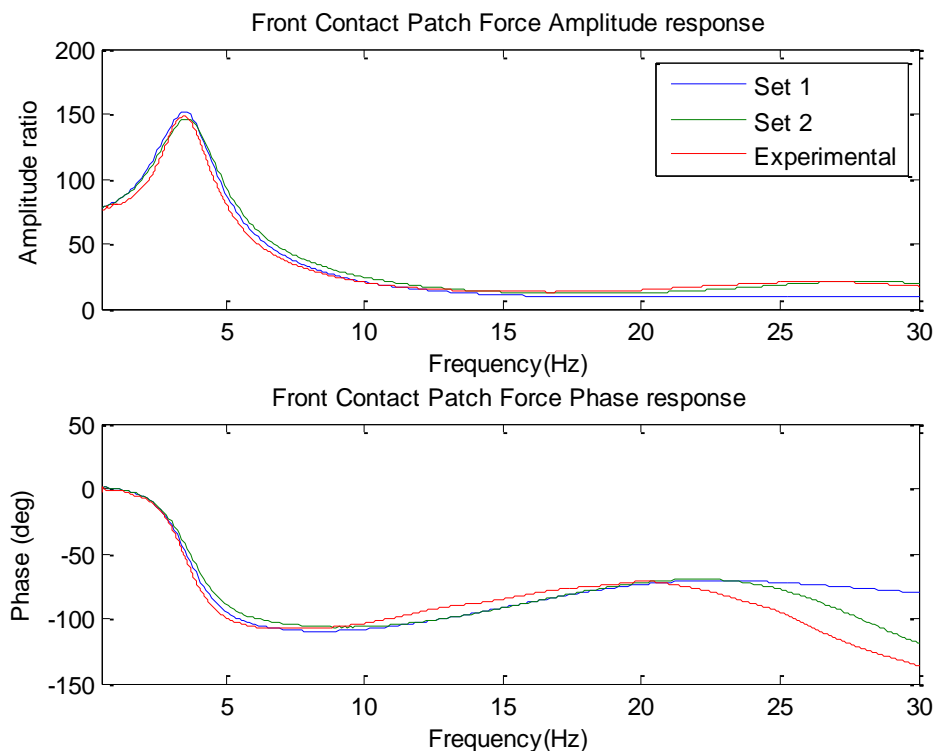 Front Contact Patch Force Amplitude response
200
150
100
50
0
Amplitude ratio
Set 1
Set 2
Experimental
5 10 15 20 25 30
Frequency(Hz)
Front Contact Patch Force Phase response
50
0
-50
-100
-150
Phase (deg)
5 10 15 20 25 30
Frequency(Hz)